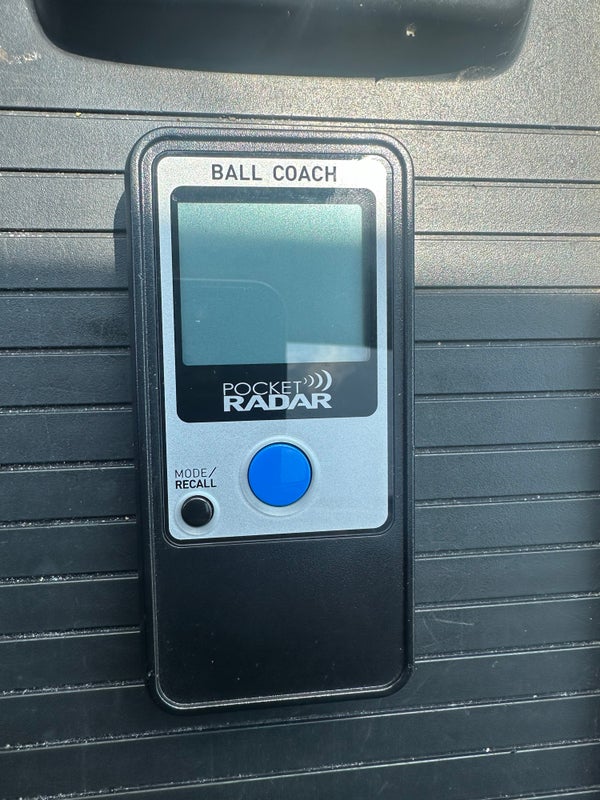 BALL COACH
POCKET
RADAR
MODE/
RECALL